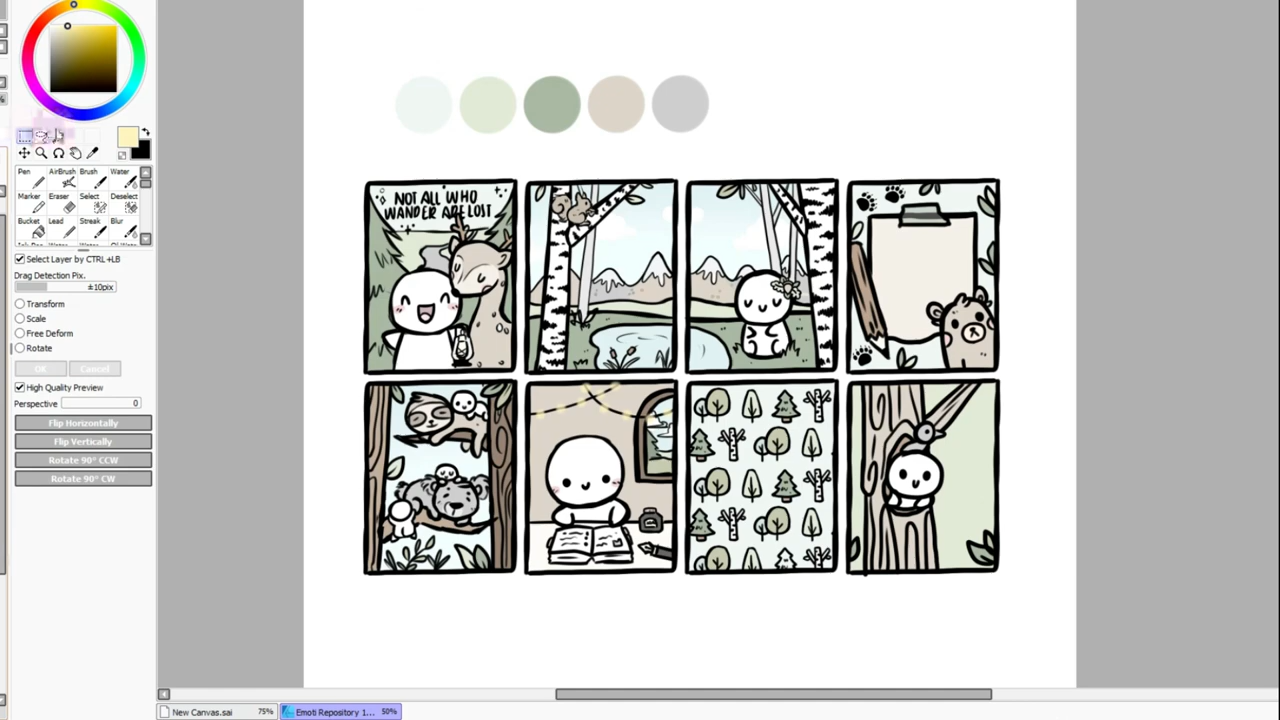 Pen AirBrush Brush Water
Marker Eraser Select Deselect
Bucket Lead Streak Blur
Select Layer by CTRL +LB
Drag Detection Pix.
±10pix
Transform
Scale
Free Deform
Rotate
OK Cancel
High Quality Preview
Perspective 0
Flip Horizontally
Flip Vertically
Rotate 90° CCW
Rotate 90° CW
NOT ALL WHO
WANDER ARE LOST
New Canvas.sai 75% Emoti Repository 1... 50%